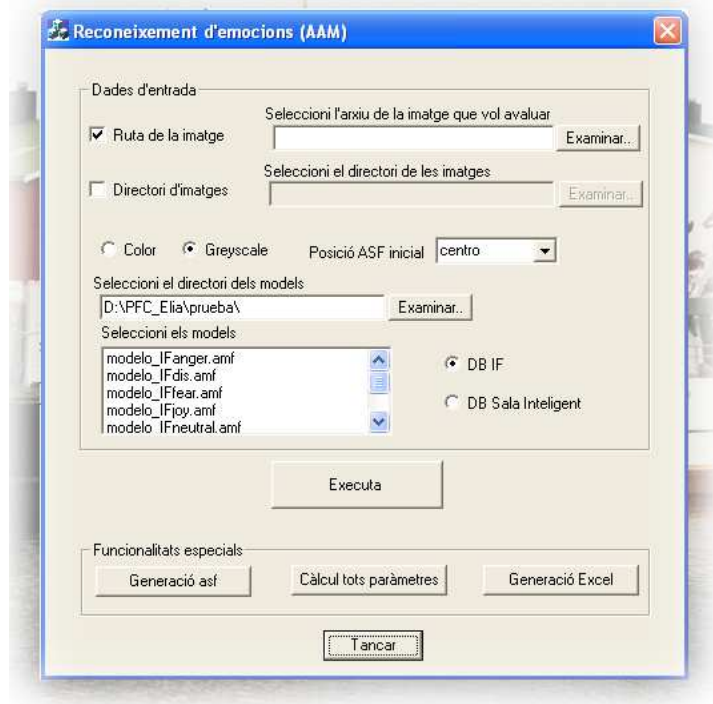 Reconeixement d'emocions (AAM)
Dades d'entrada
Seleccioni l'arxiu de la imatge que vol avaluar
Ruta de la imatge
Examinar..
Seleccioni el directori de les imatges
Directori d'imatges
Examinar..
Color Greyscale Posició ASF inicial centro
Seleccioni el directori dels models
D:\PFC_Elia\prueba\ Examinar..
Seleccioni els models
modelo_IFanger.amf
modelo_IFdis.amf
modelo_IFfear.amf
modelo_IFjoy.amf
modelo_IFneutral.amf
DB IF
DB Sala Inteligent
Executa
Funcionalitats especials
Generació asf Càlcul tots paràmetres Generació Excel
Tancar